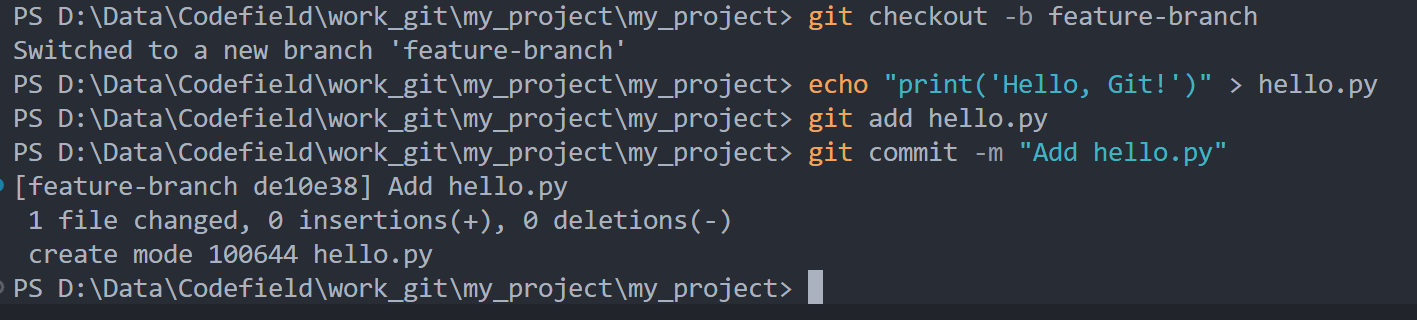 PS D:\Data\Codefield\work_git\my_project\my_project> git checkout -b feature-branch
Switched to a new branch 'feature-branch'
PS D:\Data\Codefield\work_git\my_project\my_project> echo "print('Hello, Git!')" > hello.py
PS D:\Data\Codefield\work_git\my_project\my_project> git add hello.py
PS D:\Data\Codefield\work_git\my_project\my_project> git commit -m "Add hello.py"
[feature-branch de10e38] Add hello.py
 1 file changed, 0 insertions(+), 0 deletions(-)
 create mode 100644 hello.py
PS D:\Data\Codefield\work_git\my_project\my_project>